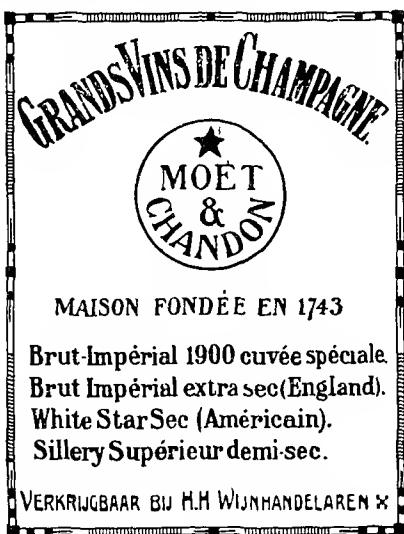 GRANDS VINS DE CHAMPAGNE.
MOËT
&
CHANDON
MAISON FONDÉE EN 1743
Brut-Impérial 1900 cuvée spéciale.
Brut Impérial extra sec (England).
White Star Sec (Américain).
Sillery Supérieur demi-sec.
VERKRIJGBAAR BIJ H.H WIJNHANDELAREN X